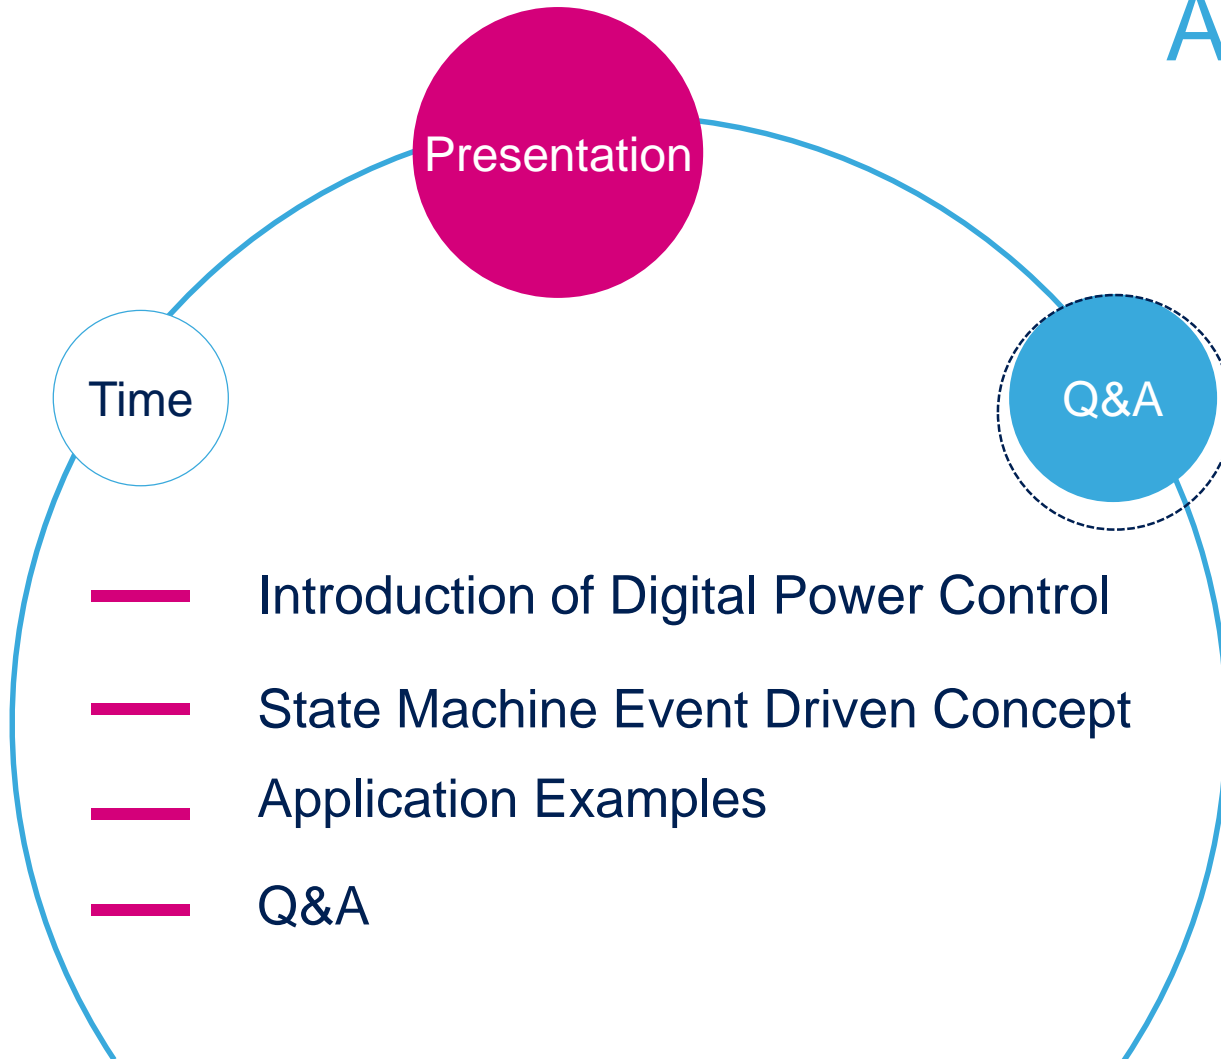 A
Presentation
Time
Q&A
Introduction of Digital Power Control
State Machine Event Driven Concept
Application Examples
Q&A